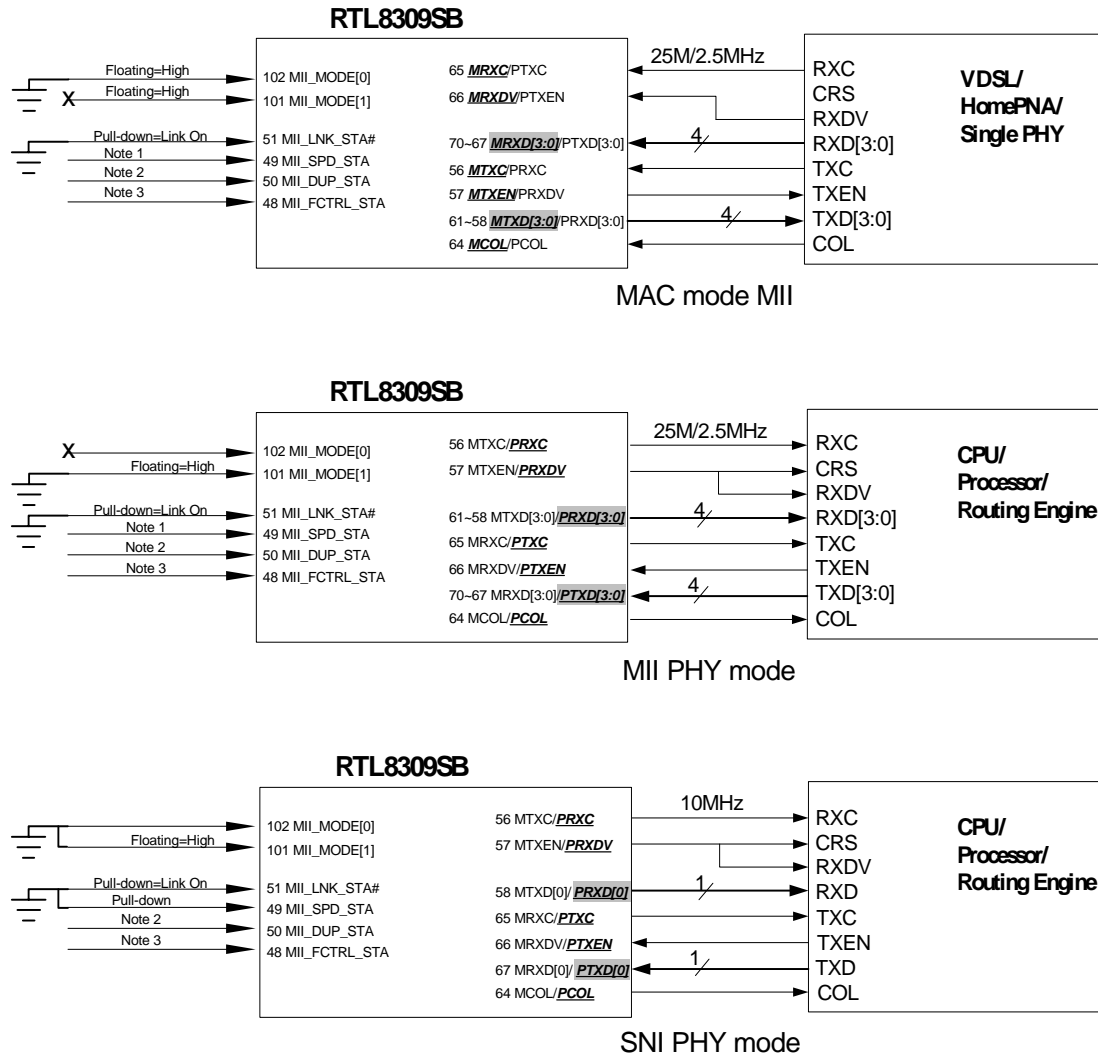 RTL8309SB
Floating=High
X Floating=High
Pull-down=Link On
Note 1
Note 2
Note 3
102 MII_MODE[0]
101 MII_MODE[1]
51 MII_LNK_STA#
49 MII_SPD_STA
50 MII_DUP_STA
48 MII_FCTRL_STA
65 MRXC/PTXC
66 MRXDV/PTXEN
70~67 MRXD[3:0]/PTXD[3:0]
56 MTXC/PRXC
57 MTXEN/PRXDV
61~58 MTXD[3:0]/PRXD[3:0]
64 MCOL/PCOL
25M/2.5MHz
4
4
RXC
CRS
RXDV
RXD[3:0]
TXC
TXEN
TXD[3:0]
COL
VDSL/
HomePNA/
Single PHY
MAC mode MII
RTL8309SB
X
Floating=High
Pull-down=Link On
Note 1
Note 2
Note 3
102 MII_MODE[0]
101 MII_MODE[1]
51 MII_LNK_STA#
49 MII_SPD_STA
50 MII_DUP_STA
48 MII_FCTRL_STA
56 MTXC/PRXC
57 MTXEN/PRXDV
61~58 MTXD[3:0]/PRXD[3:0]
65 MRXC/PTXC
66 MRXDV/PTXEN
70~67 MRXD[3:0]/PTXD[3:0]
64 MCOL/PCOL
25M/2.5MHz
4
4
RXC
CRS
RXDV
RXD[3:0]
TXC
TXEN
TXD[3:0]
COL
CPU/
Processor/
Routing Engine
MII PHY mode
RTL8309SB
Floating=High
Pull-down=Link On
Pull-down
Note 2
Note 3
102 MII_MODE[0]
101 MII_MODE[1]
51 MII_LNK_STA#
49 MII_SPD_STA
50 MII_DUP_STA
48 MII_FCTRL_STA
56 MTXC/PRXC
57 MTXEN/PRXDV
58 MTXD[0]/ PRXD[0]
65 MRXC/PTXC
66 MRXDV/PTXEN
67 MRXD[0]/ PTXD[0]
64 MCOL/PCOL
10MHz
1
1
RXC
CRS
RXDV
RXD
TXC
TXEN
TXD
COL
CPU/
Processor/
Routing Engine
SNI PHY mode